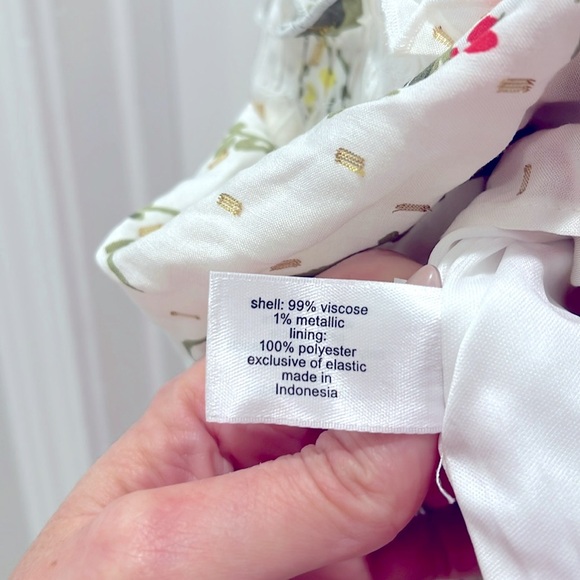 shell: 99% viscose
1% metallic
lining:
100% polyester
exclusive of elastic
made in
Indonesia